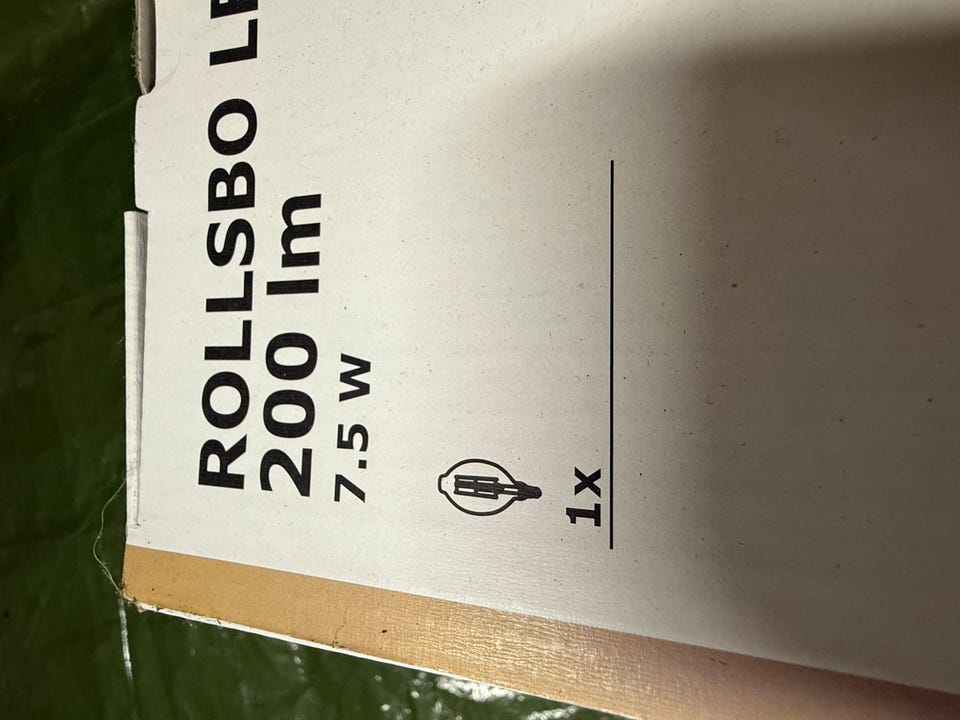 ROLLSBO
200 lm
7.5 W
1x